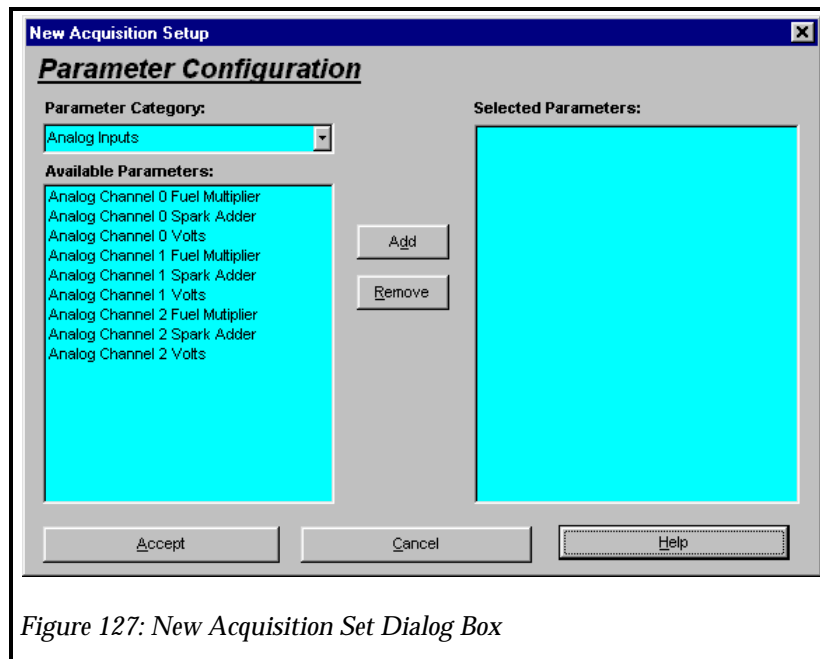 New Acquisition Setup
Parameter Configuration
Parameter Category:
Analog Inputs
Available Parameters:
Analog Channel 0 Fuel Multiplier
Analog Channel 0 Spark Adder
Analog Channel 0 Volts
Analog Channel 1 Fuel Multiplier
Analog Channel 1 Spark Adder
Analog Channel 1 Volts
Analog Channel 2 Fuel Mutiplier
Analog Channel 2 Spark Adder
Analog Channel 2 Volts
Add
Remove
Selected Parameters:
Accept
Cancel
Help
Figure 127: New Acquisition Set Dialog Box